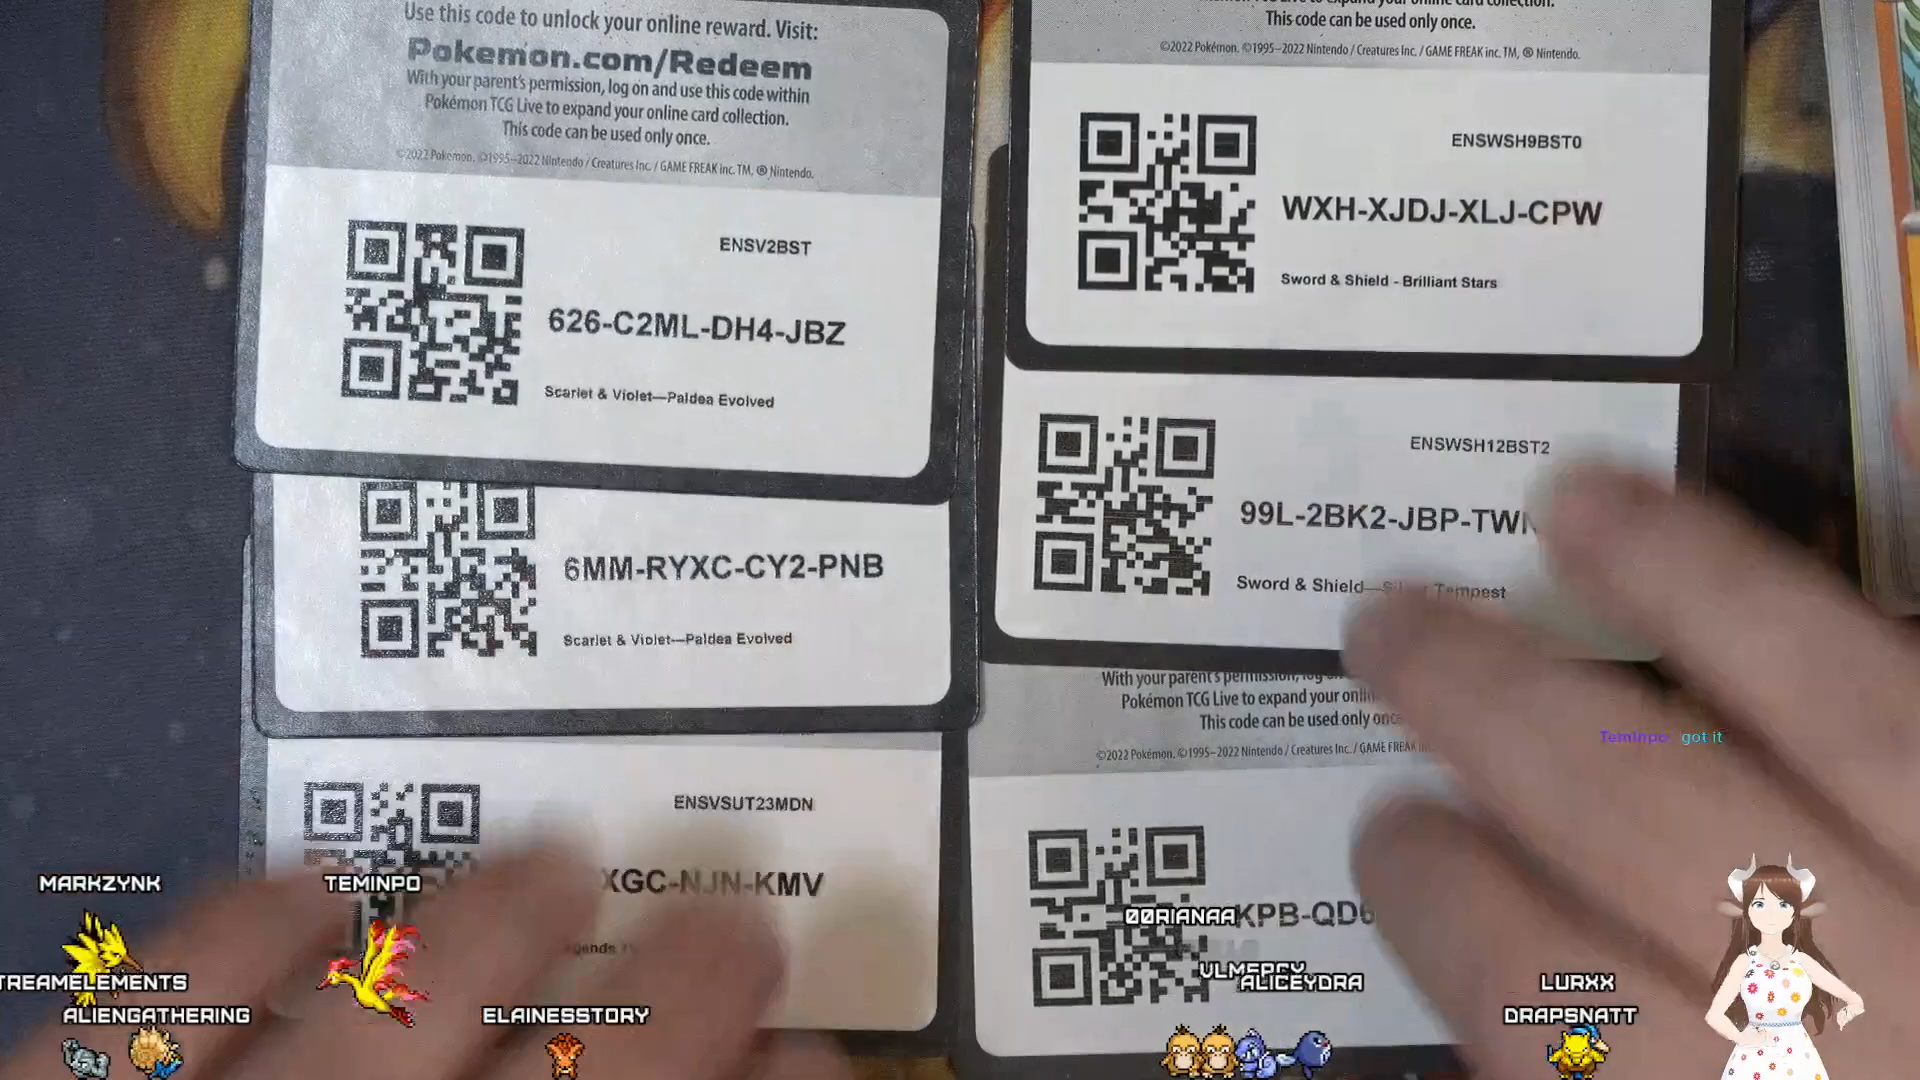 Use this code to unlock your online reward. Visit:
Pokemon.com/Redeem
With your parent's permission, log on and use this code within
Pokémon TCG Live to expand your online card collection.
This code can be used only once.
©2022 Pokémon. ©1995–2022 Nintendo / Creatures Inc. / GAME FREAK inc. TM, ® Nintendo.
ENSV2BST
626-C2ML-DH4-JBZ
Scarlet & Violet—Paldea Evolved
6MM-RYXC-CY2-PNB
Scarlet & Violet—Paldea Evolved
ENSVSUT23MDN
XGC-NJN-KMV
This code can be used only once.
©2022 Pokémon. ©1995–2022 Nintendo / Creatures Inc. / GAME FREAK inc. TM, ® Nintendo.
ENSWSH9BST0
WXH-XJDJ-XLJ-CPW
Sword & Shield - Brilliant Stars
ENSWSH12BST2
99L-2BK2-JBP-TW
Sword & Shield— Tempest
With your parent's permission,
Pokémon TCG Live to expand your
This code can be used only
©2022 Pokémon. ©1995–2022 Nintendo / Creatures Inc. / GAME FREAK
KPB-QD
Teminpo got it
MARKZYNK
TEMINPO
TREAMELEMENTS
ALIENGATHERING
ELAINESSTORY
00RIANAA
ALICEYDRA
LURXX
DRAPSNATT